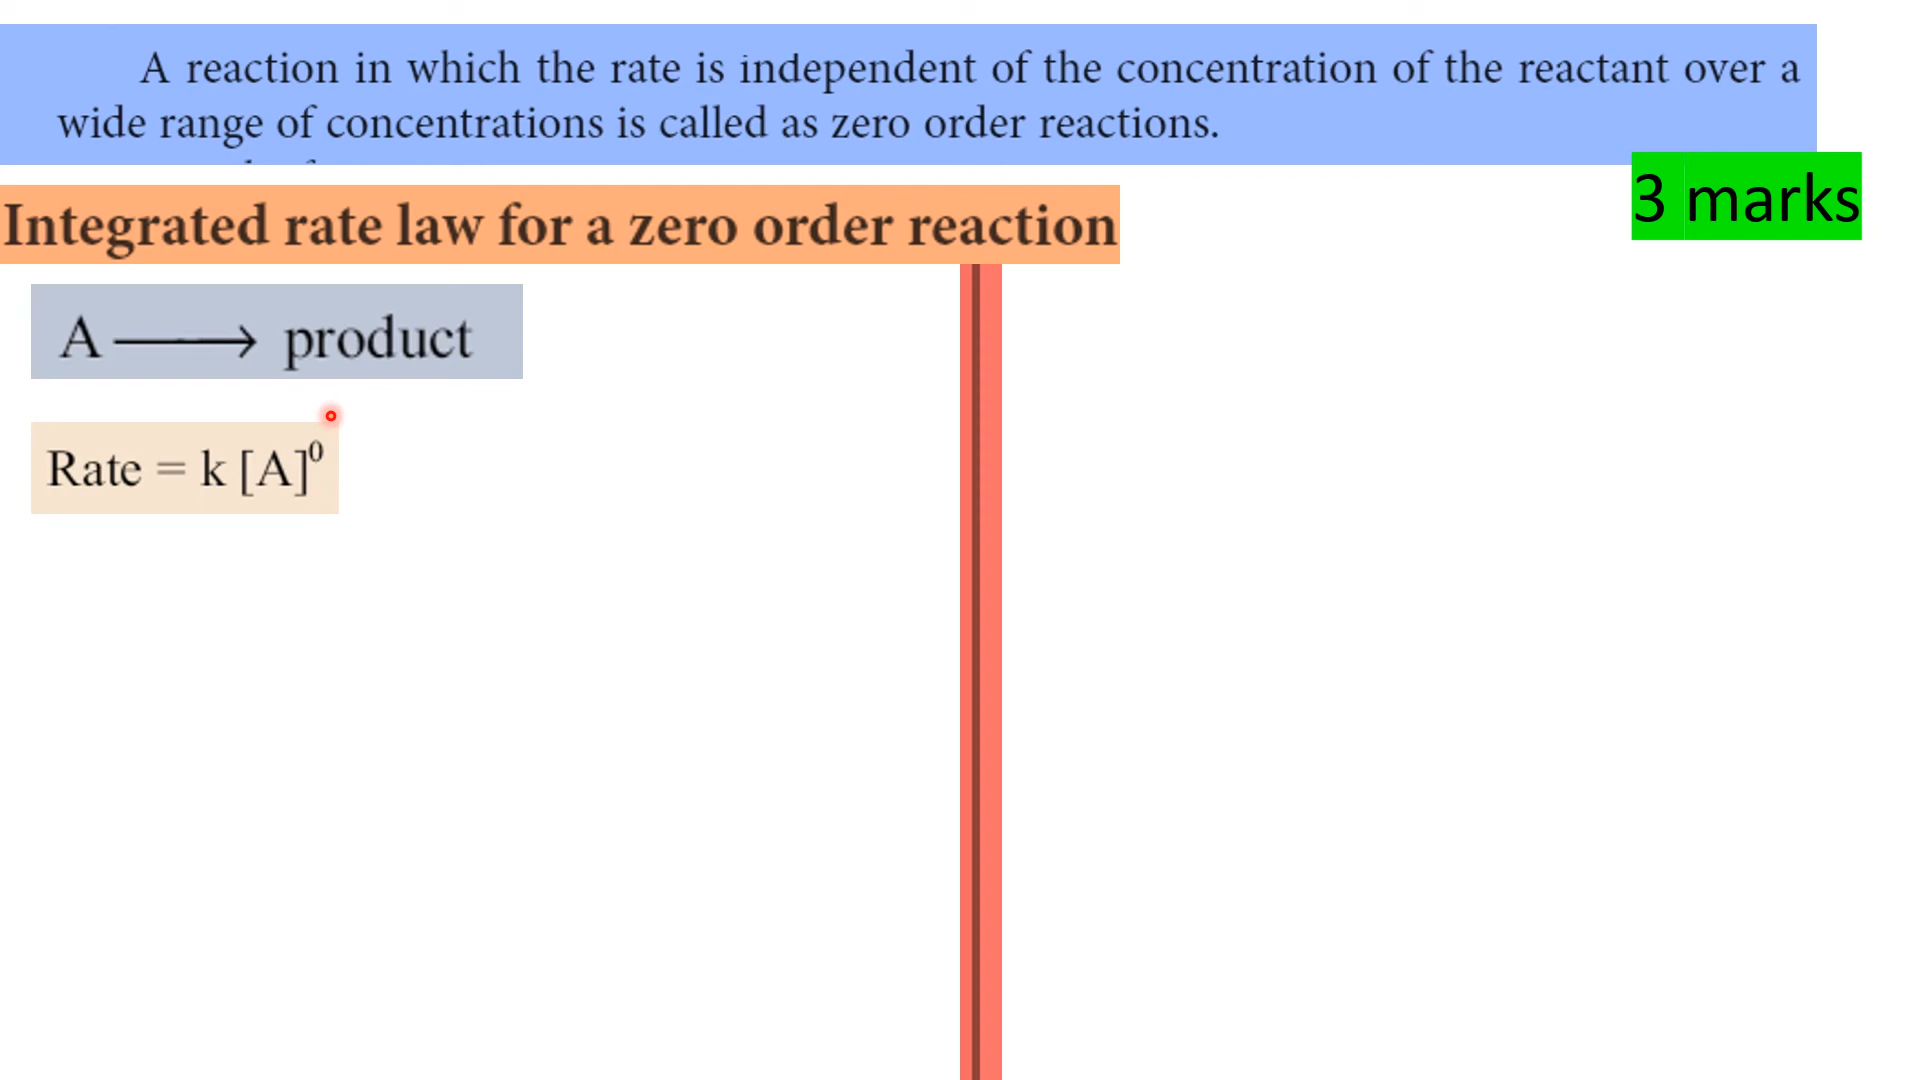 A reaction in which the rate is independent of the concentration of the reactant over a
wide range of concentrations is called as zero order reactions.
3 marks
Integrated rate law for a zero order reaction
A ⟶ product
Rate = k [A]⁰